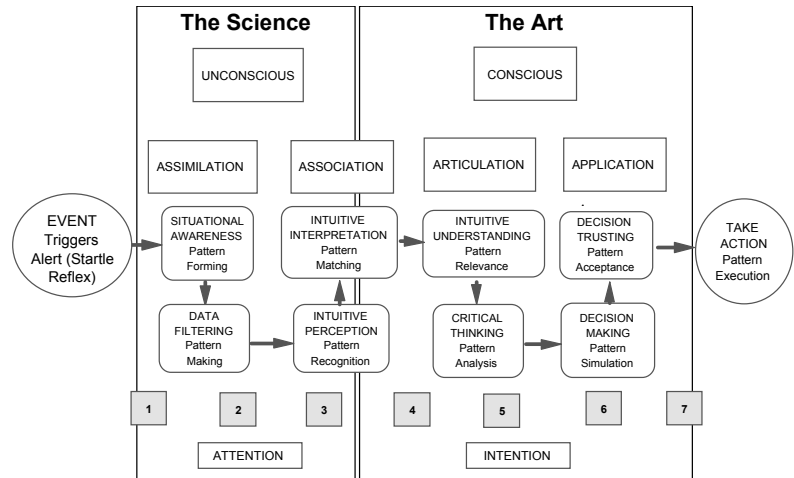 The Science
The Art
UNCONSCIOUS
CONSCIOUS
ASSIMILATION
ASSOCIATION
ARTICULATION
APPLICATION
EVENT
Triggers
Alert (Startle
Reflex)
SITUATIONAL
AWARENESS
Pattern
Forming
DATA
FILTERING
Pattern
Making
INTUITIVE
PERCEPTION
Pattern
Recognition
INTUITIVE
INTERPRETATION
Pattern
Matching
INTUITIVE
UNDERSTANDING
Pattern
Relevance
CRITICAL
THINKING
Pattern
Analysis
DECISION
MAKING
Pattern
Simulation
DECISION
TRUSTING
Pattern
Acceptance
TAKE
ACTION
Pattern
Execution
1
2
3
4
5
6
7
ATTENTION
INTENTION